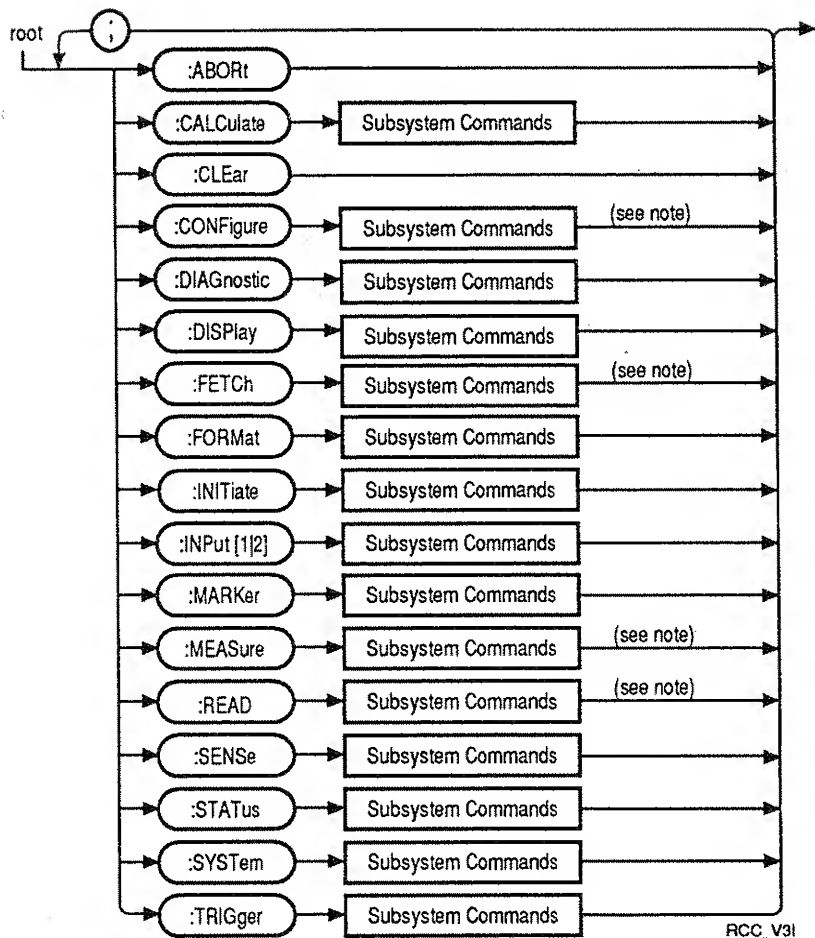 ;
root
:ABORt
:CALCulate Subsystem Commands
:CLEar
:CONFigure Subsystem Commands (see note)
:DIAGnostic Subsystem Commands
:DISPlay Subsystem Commands
:FETCh Subsystem Commands (see note)
:FORMat Subsystem Commands
:INITiate Subsystem Commands
:INPut [1|2] Subsystem Commands
:MARKer Subsystem Commands
:MEASure Subsystem Commands (see note)
:READ Subsystem Commands (see note)
:SENSe Subsystem Commands
:STATus Subsystem Commands
:SYSTem Subsystem Commands
:TRIGger Subsystem Commands
RCC_V3I